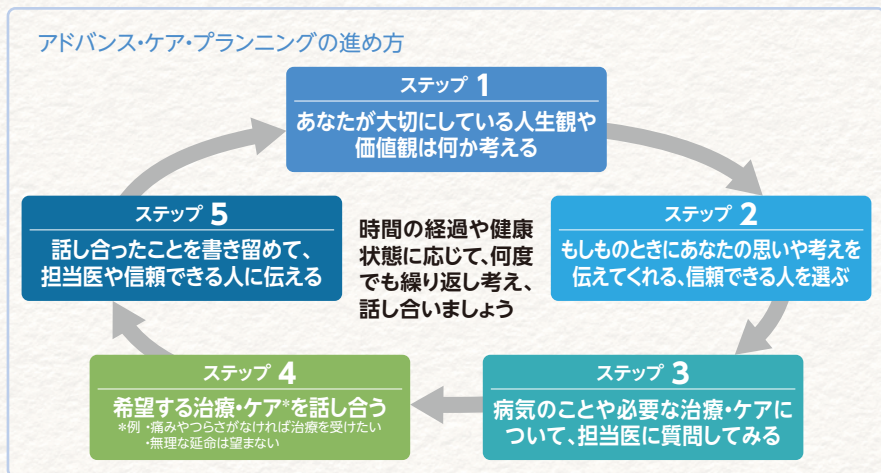 アドバンス・ケア・プランニングの進め方
ステップ 1
あなたが大切にしている人生観や
価値観は何か考える
ステップ 2
もしものときにあなたの思いや考えを
伝えてくれる、信頼できる人を選ぶ
ステップ 3
病気のことや必要な治療・ケアに
ついて、担当医に質問してみる
ステップ 4
希望する治療・ケア*を話し合う
*例 ・痛みやつらさがなければ治療を受けたい
・無理な延命は望まない
ステップ 5
話し合ったことを書き留めて、
担当医や信頼できる人に伝える
時間の経過や健康
状態に応じて、何度
でも繰り返し考え、
話し合いましょう